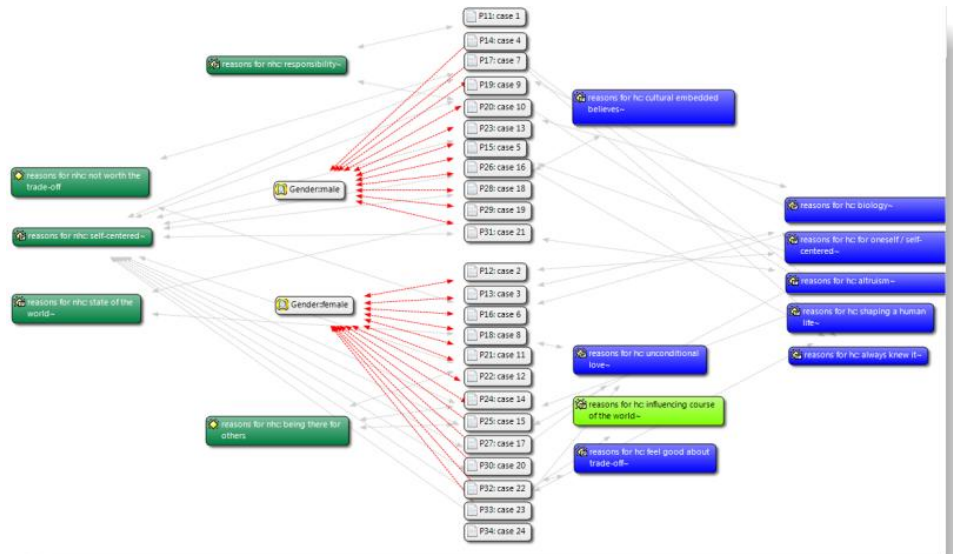 P11: case 1
P14: case 4
P17: case 7
P19: case 9
P20: case 10
P23: case 13
P15: case 5
P26: case 16
P28: case 18
P29: case 19
P31: case 21
P12: case 2
P13: case 3
P16: case 6
P18: case 8
P21: case 11
P22: case 12
P24: case 14
P25: case 15
P27: case 17
P30: case 20
P32: case 22
P33: case 23
P34: case 24
reasons for nhc: responsibility~
reasons for nhc: not worth the
trade-off
reasons for nhc: self-centered~
reasons for nhc: state of the
world~
reasons for nhc: being there for
others
Gender:male
Gender:female
reasons for hc: cultural embedded
believes~
reasons for hc: unconditional
love~
reasons for hc: influencing course
of the world~
reasons for hc: feel good about
trade-off~
reasons for hc: biology~
reasons for hc: for oneself / self-
centered~
reasons for hc: altruism~
reasons for hc: shaping a human
life~
reasons for hc: always knew it~